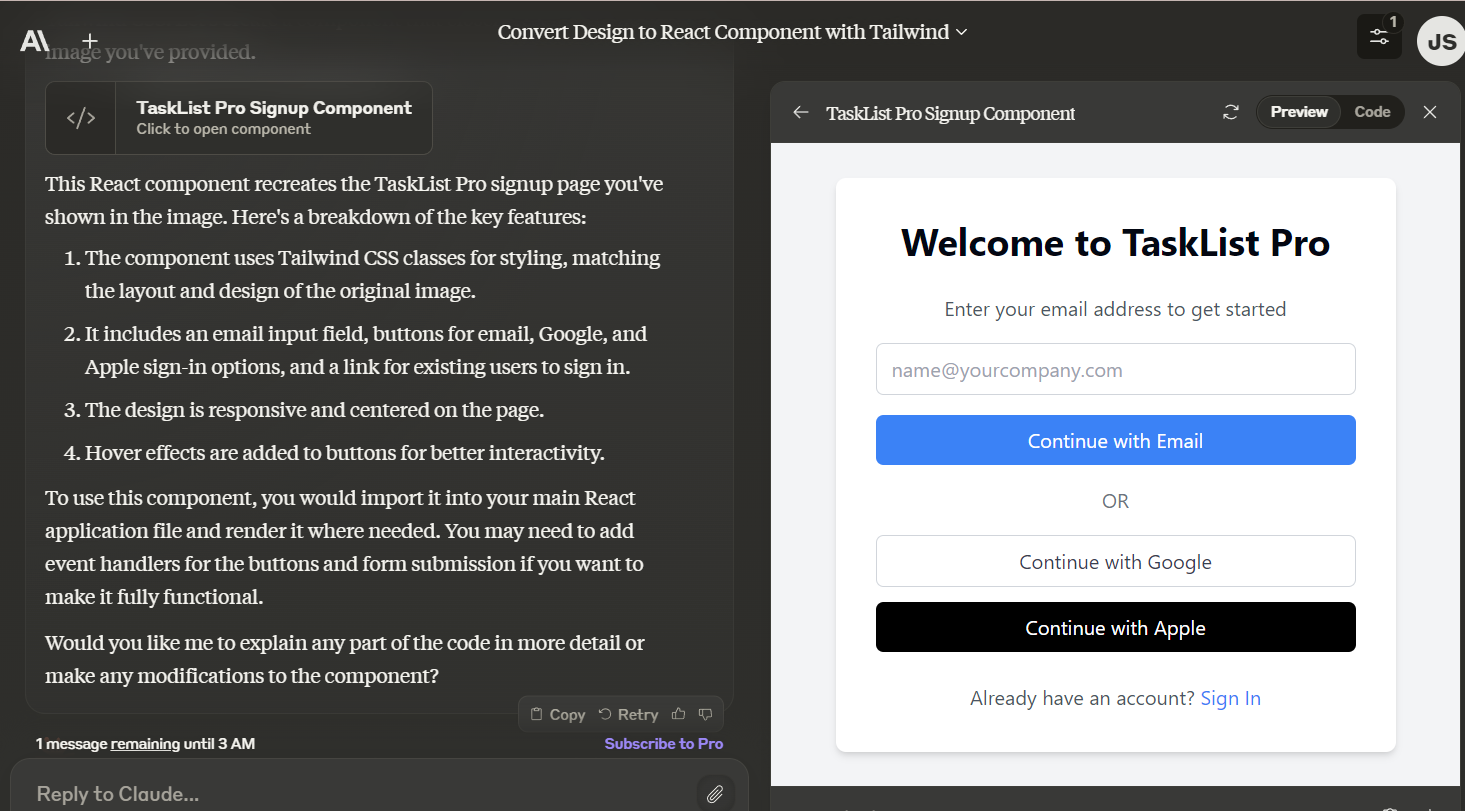 Convert Design to React Component with Tailwind
1
JS
image you've provided.
</>
TaskList Pro Signup Component
Click to open component
This React component recreates the TaskList Pro signup page you've
shown in the image. Here's a breakdown of the key features:
1. The component uses Tailwind CSS classes for styling, matching
the layout and design of the original image.
2. It includes an email input field, buttons for email, Google, and
Apple sign-in options, and a link for existing users to sign in.
3. The design is responsive and centered on the page.
4. Hover effects are added to buttons for better interactivity.
To use this component, you would import it into your main React
application file and render it where needed. You may need to add
event handlers for the buttons and form submission if you want to
make it fully functional.
Would you like me to explain any part of the code in more detail or
make any modifications to the component?
Copy Retry
1 message remaining until 3 AM Subscribe to Pro
Reply to Claude...
TaskList Pro Signup Component
Preview Code
Welcome to TaskList Pro
Enter your email address to get started
name@yourcompany.com
Continue with Email
OR
Continue with Google
Continue with Apple
Already have an account? Sign In